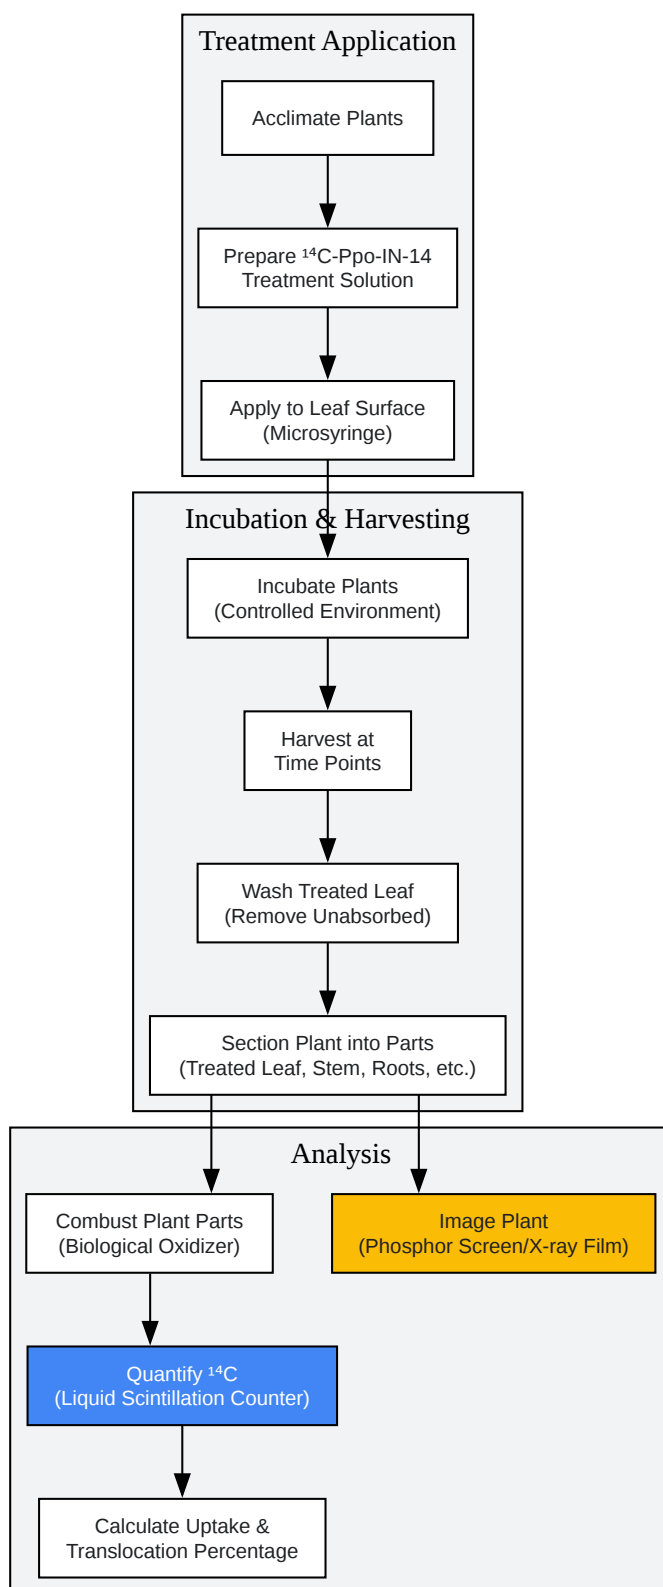 Treatment Application
Acclimate Plants
Prepare ¹⁴C-Ppo-IN-14
Treatment Solution
Apply to Leaf Surface
(Microsyringe)
Incubation & Harvesting
Incubate Plants
(Controlled Environment)
Harvest at
Time Points
Wash Treated Leaf
(Remove Unabsorbed)
Section Plant into Parts
(Treated Leaf, Stem, Roots, etc.)
Analysis
Combust Plant Parts
(Biological Oxidizer)
Image Plant
(Phosphor Screen/X-ray Film)
Quantify ¹⁴C
(Liquid Scintillation Counter)
Calculate Uptake &
Translocation Percentage